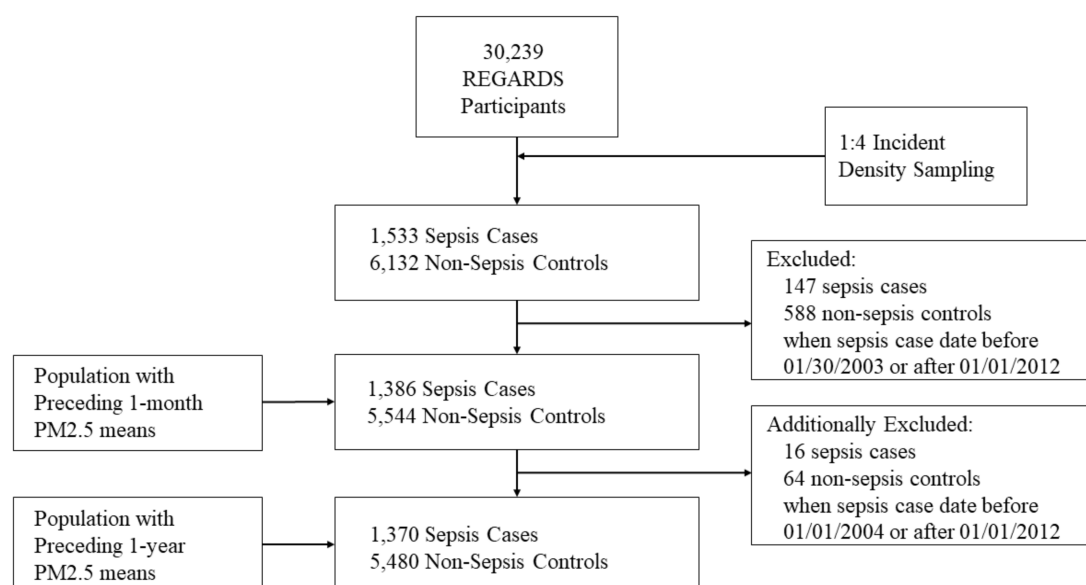 30,239
REGARDS
Participants
1:4 Incident
Density Sampling
1,533 Sepsis Cases
6,132 Non-Sepsis Controls
Excluded:
147 sepsis cases
588 non-sepsis controls
when sepsis case date before
01/30/2003 or after 01/01/2012
Population with
Preceding 1-month
PM2.5 means
1,386 Sepsis Cases
5,544 Non-Sepsis Controls
Additionally Excluded:
16 sepsis cases
64 non-sepsis controls
when sepsis case date before
01/01/2004 or after 01/01/2012
Population with
Preceding 1-year
PM2.5 means
1,370 Sepsis Cases
5,480 Non-Sepsis Controls